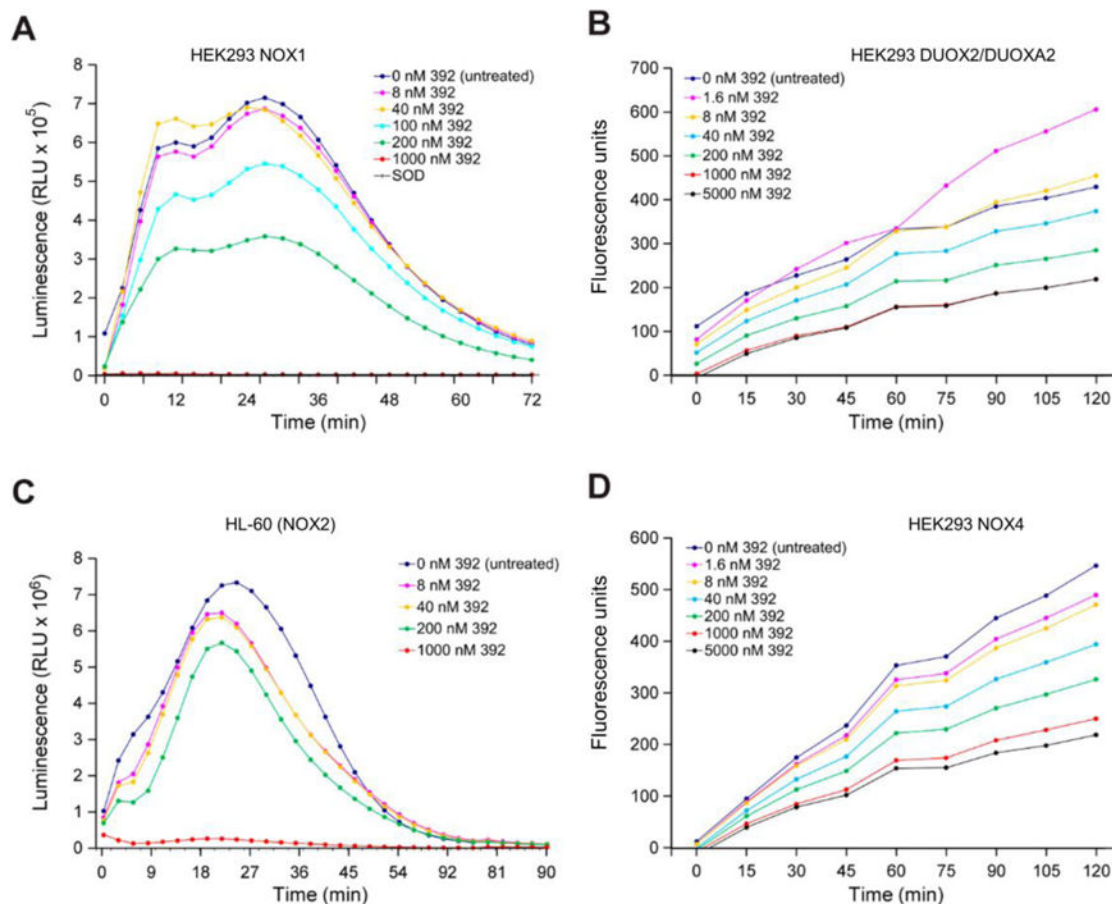 A
HEK293 NOX1
Luminescence (RLU x 10⁵)
8
7
6
5
4
3
2
1
0
0 nM 392 (untreated)
8 nM 392
40 nM 392
100 nM 392
200 nM 392
1000 nM 392
SOD
0 12 24 36 48 60 72
Time (min)
B
HEK293 DUOX2/DUOXA2
Fluorescence units
700
600
500
400
300
200
100
0
0 nM 392 (untreated)
1.6 nM 392
8 nM 392
40 nM 392
200 nM 392
1000 nM 392
5000 nM 392
0 15 30 45 60 75 90 105 120
Time (min)
C
HL-60 (NOX2)
Luminescence (RLU x 10⁶)
8
7
6
5
4
3
2
1
0
0 nM 392 (untreated)
8 nM 392
40 nM 392
200 nM 392
1000 nM 392
0 9 18 27 36 45 54 72 81 90
Time (min)
D
HEK293 NOX4
Fluorescence units
600
500
400
300
200
100
0
0 nM 392 (untreated)
1.6 nM 392
8 nM 392
40 nM 392
200 nM 392
1000 nM 392
5000 nM 392
0 15 30 45 60 75 90 105 120
Time (min)